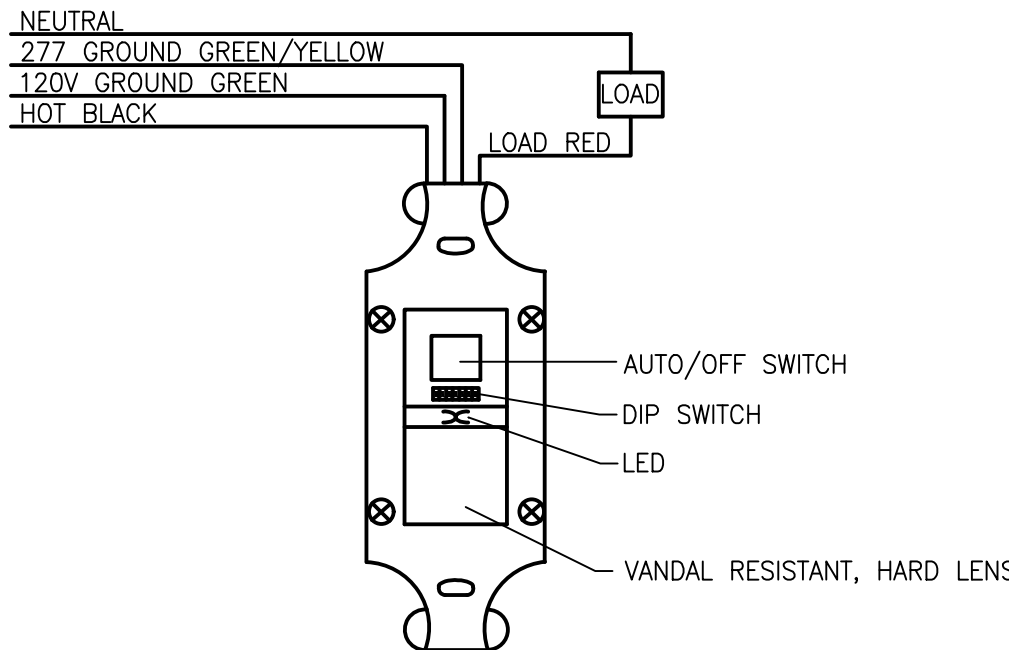 NEUTRAL
277 GROUND GREEN/YELLOW
120V GROUND GREEN
HOT BLACK
LOAD
LOAD RED
AUTO/OFF SWITCH
DIP SWITCH
LED
VANDAL RESISTANT, HARD LENS